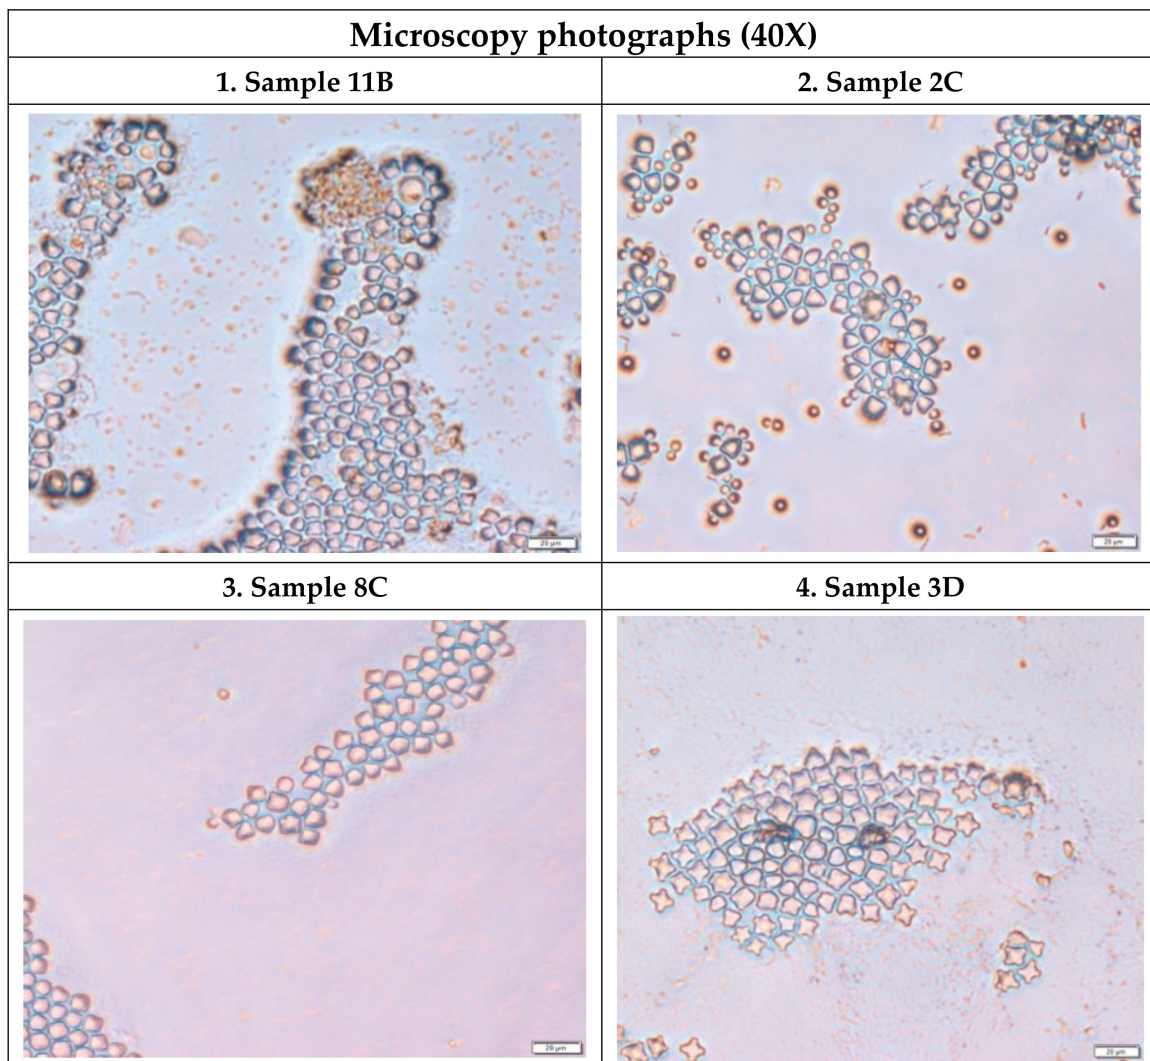 Microscopy photographs (40X)
1. Sample 11B
2. Sample 2C
20 µm
20 µm
3. Sample 8C
4. Sample 3D
20 µm
20 µm